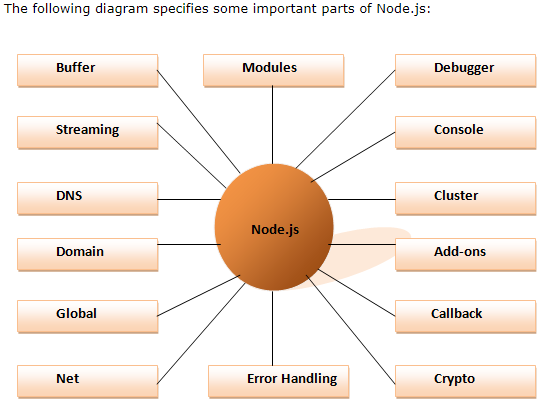 The following diagram specifies some important parts of Node.js:
Buffer
Modules
Debugger
Streaming
Console
DNS
Cluster
Node.js
Domain
Add-ons
Global
Callback
Net
Error Handling
Crypto